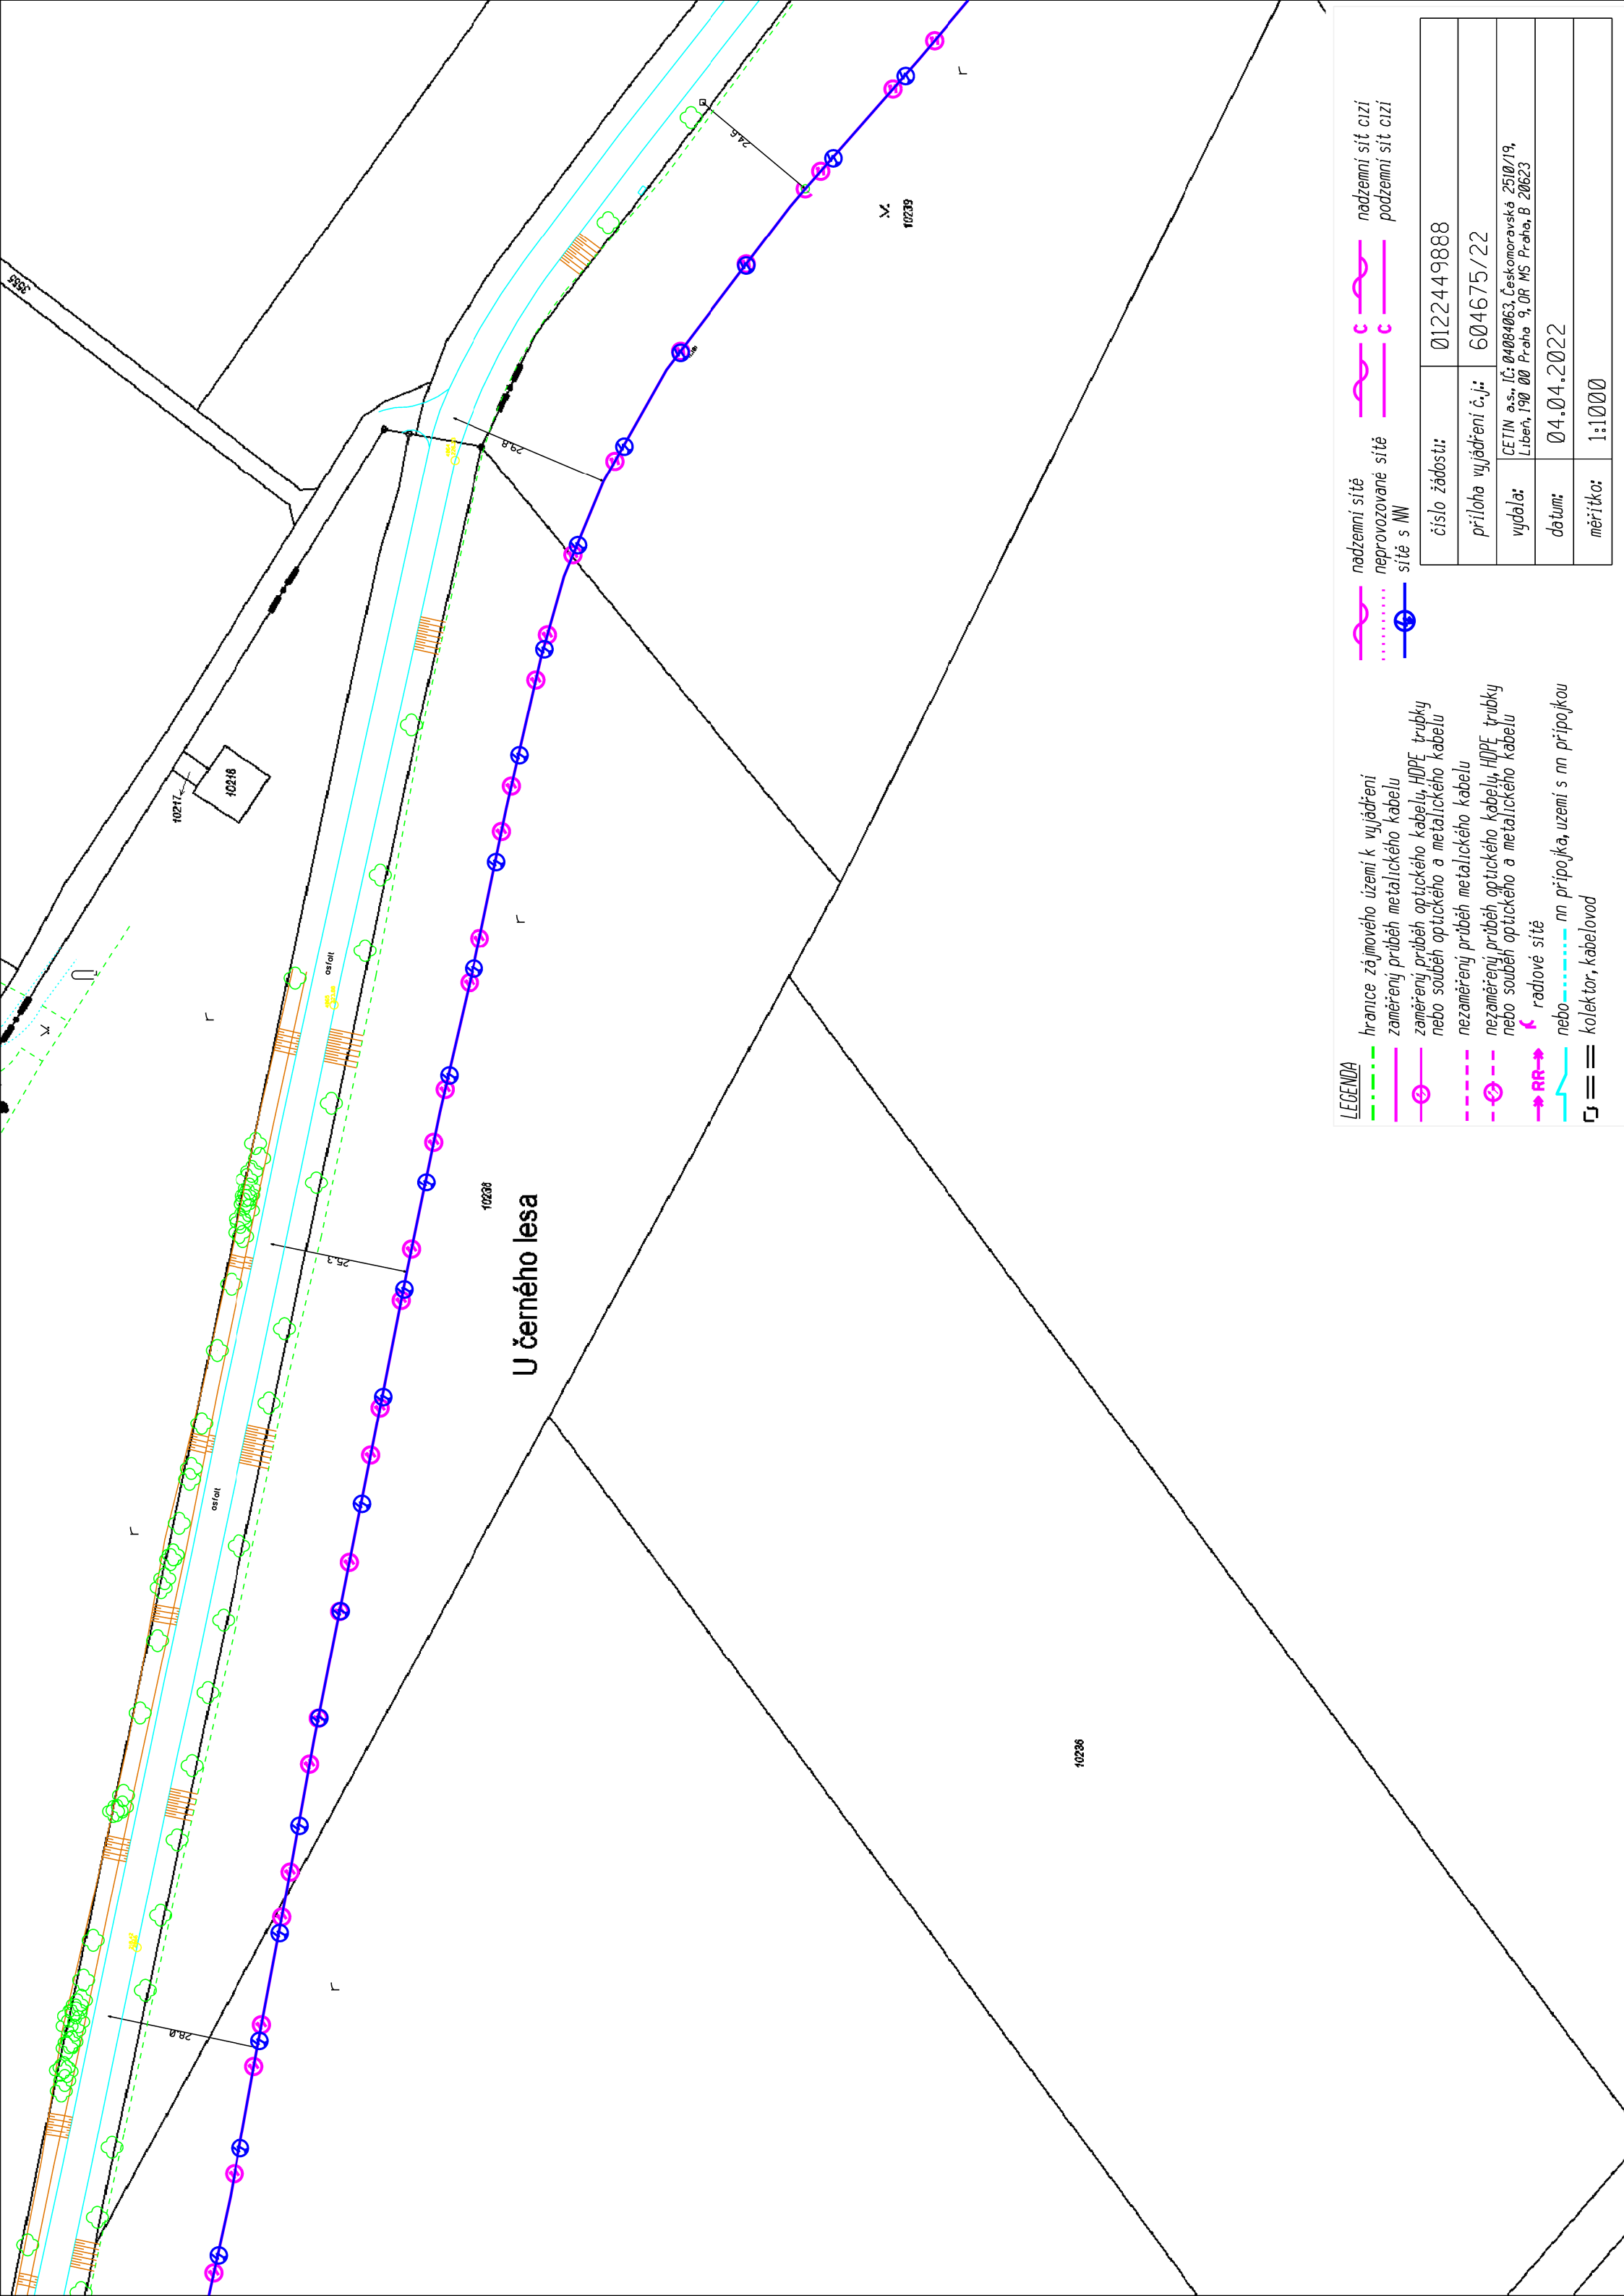 3555
10217
10218
24.6
29.8
r
v.
10239
asfalt
r
r
10238
U černého lesa
25.3
asfalt
r
10236
28.0
r
LEGENDA
hranice zájmového území k vyjádření
zaměřený průběh metalického kabelu
zaměřený průběh optického kabelu, HDPE trubky
nebo souběh optického a metalického kabelu
nezaměřený průběh metalického kabelu
nezaměřený průběh optického kabelu, HDPE trubky
nebo souběh optického a metalického kabelu
RR radiové sítě
nebo nn přípojka, uzemí s nn přípojkou
kolektor, kabelovod
nadzemní sítě
neprovozované sítě
sítě s NN
C nadzemní síť cizí
C podzemní síť cizí
číslo žádosti: 0122449888
příloha vyjádření č.j.: 604675/22
vydala: CETIN a.s., IČ: 04084063, Českomoravská 2510/19,
Libeň, 190 00 Praha 9, OR MS Praha, B 20623
datum: 04.04.2022
měřítko: 1:1000